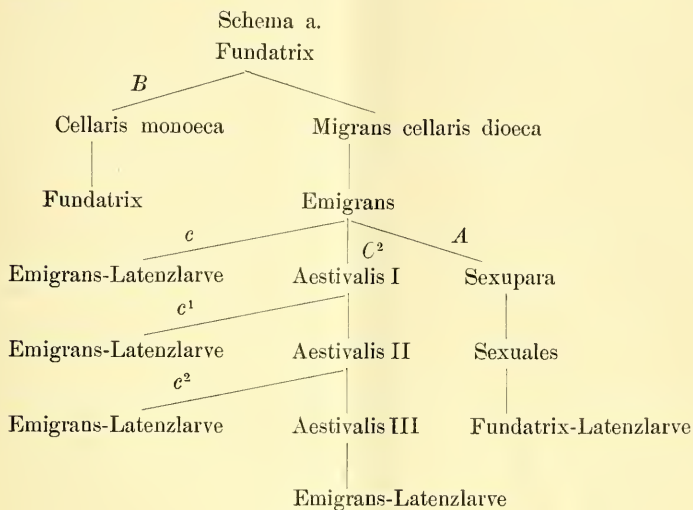 Schema a.
Fundatrix
B
Cellaris monoeca Migrans cellaris dioeca
Fundatrix Emigrans
c C² A
Emigrans-Latenzlarve Aestivalis I Sexupara
c¹
Emigrans-Latenzlarve Aestivalis II Sexuales
c²
Emigrans-Latenzlarve Aestivalis III Fundatrix-Latenzlarve
Emigrans-Latenzlarve